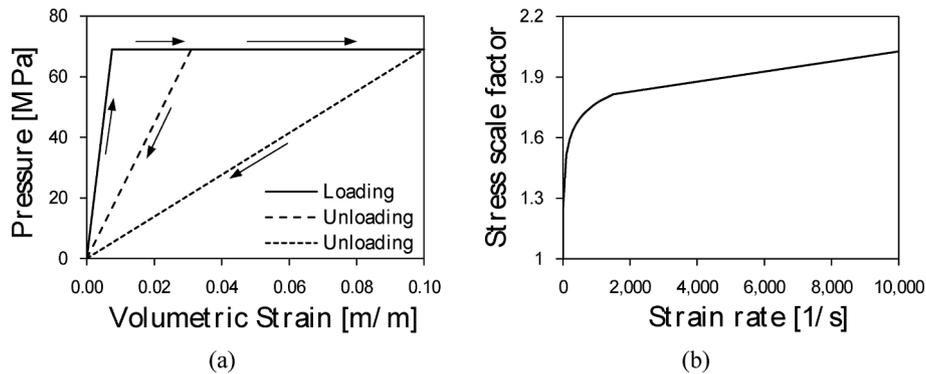 Pressure [MPa]
80
60
40
20
0
Loading
Unloading
Unloading
0.00 0.02 0.04 0.06 0.08 0.10
Volumetric Strain [m/m]
(a)
Stress scale factor
2.2
1.9
1.6
1.3
1
0 2,000 4,000 6,000 8,000 10,000
Strain rate [1/s]
(b)